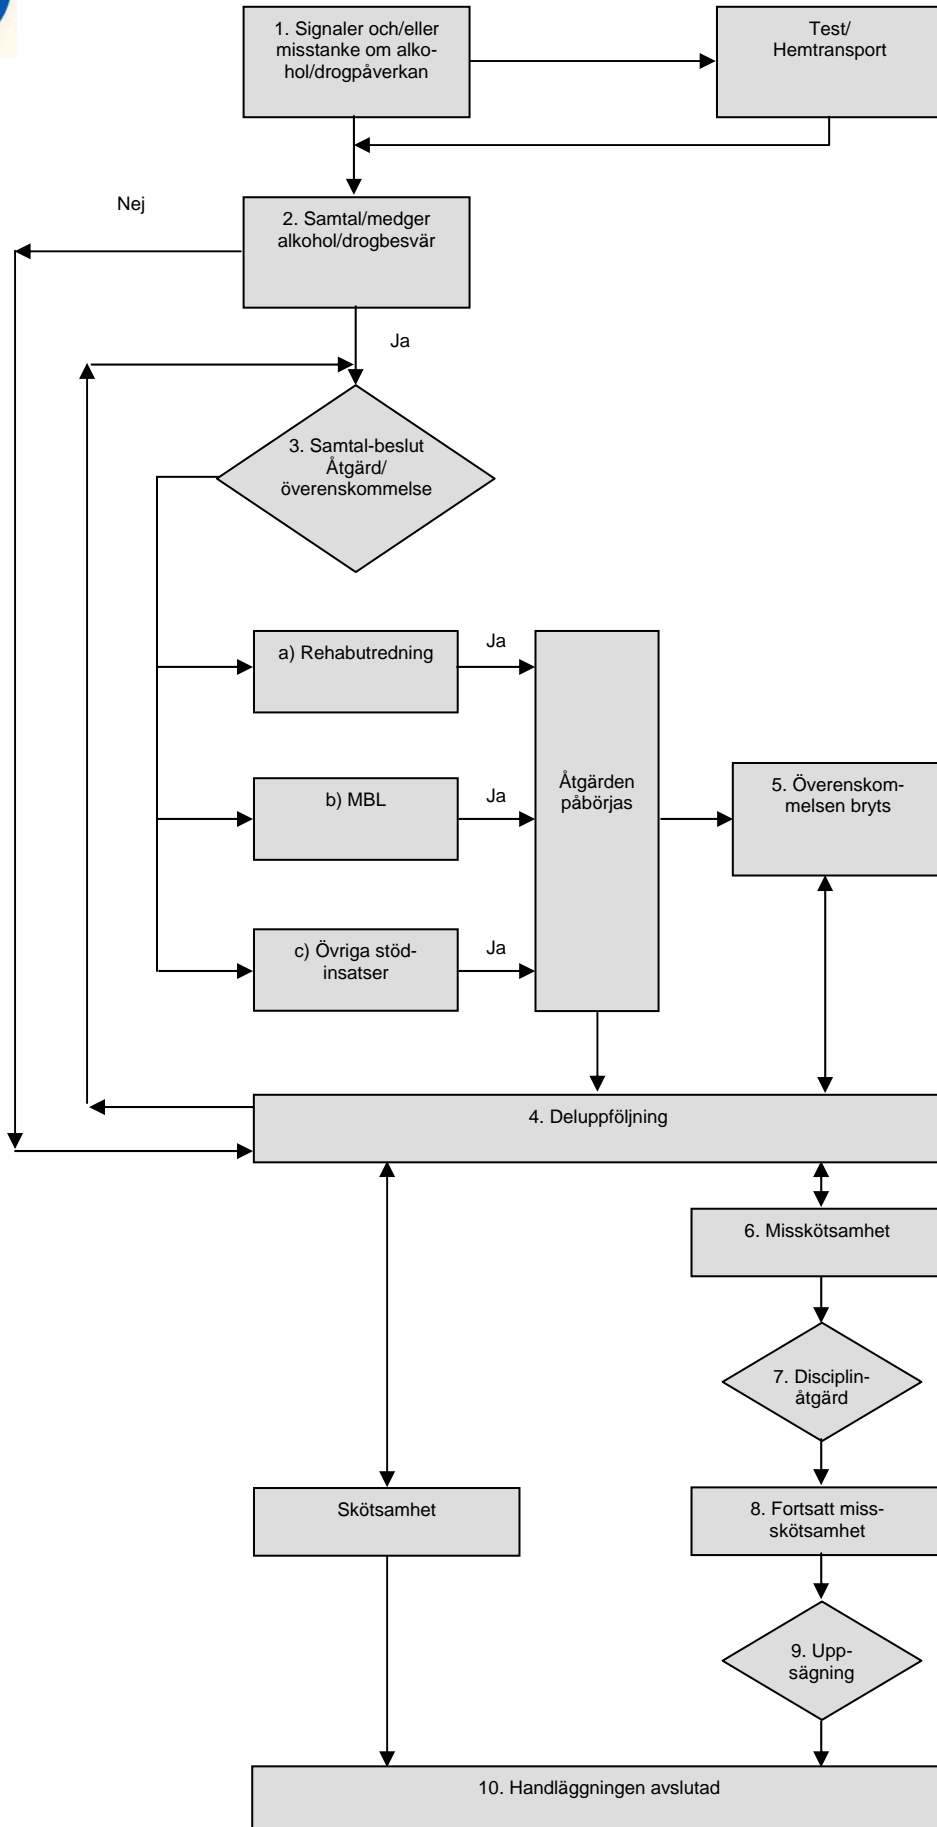 1. Signaler och/eller
misstanke om alko-
hol/drogpåverkan
Test/
Hemtransport
Nej
2. Samtal/medger
alkohol/drogbesvär
Ja
3. Samtal-beslut
Åtgärd/
överenskommelse
a) Rehabutredning
Ja
b) MBL
Ja
c) Övriga stöd-
insatser
Ja
Åtgärden
påbörjas
5. Överenskom-
melsen bryts
4. Deluppföljning
6. Misskötsamhet
7. Disciplin-
åtgärd
Skötsamhet
8. Fortsatt miss-
skötsamhet
9. Upp-
sägning
10. Handläggningen avslutad